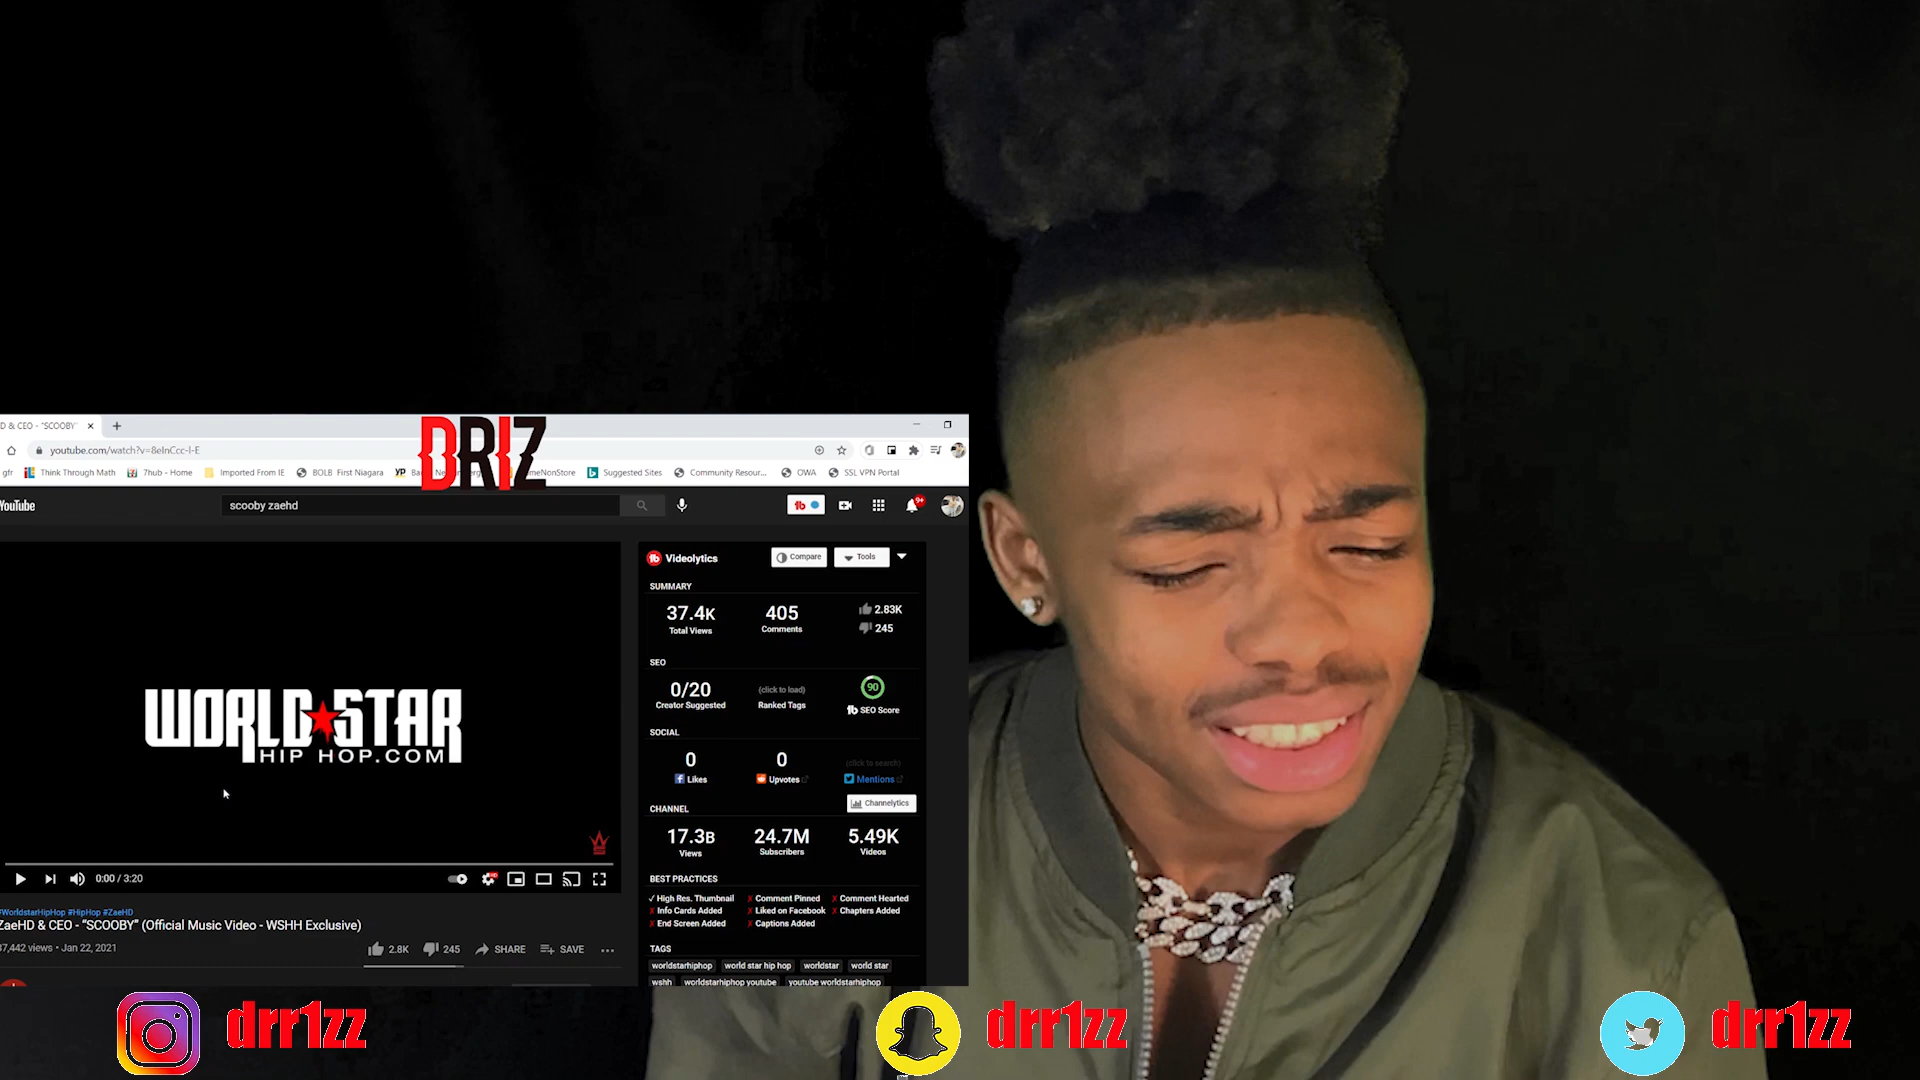 D & CEO - "SCOOBY"
DRIZ
youtube.com/watch?v=8eInCcc-l-E
gfr
Think Through Math
7hub - Home
Imported From IE
BOLB First Niagara
Suggested Sites
Community Resour...
OWA
SSL VPN Portal
YouTube
scooby zaehd
9+
Videolytics
Compare
Tools
SUMMARY
37.4K
405
2.83K
Total Views
Comments
245
SEO
0/20
(click to load)
90
Creator Suggested
Ranked Tags
SEO Score
SOCIAL
0
0
(click to search)
Likes
Upvotes
Mentions
CHANNEL
Channelytics
17.3B
24.7M
5.49K
Views
Subscribers
Videos
BEST PRACTICES
High Res. Thumbnail
Comment Pinned
Comment Hearted
Info Cards Added
Liked on Facebook
Chapters Added
End Screen Added
Captions Added
TAGS
worldstarhiphop
world star hip hop
worldstar
world star
wshh
worldstarhiphop youtube
youtube worldstarhiphop
WORLD STAR
HIP HOP.COM
0:00 / 3:20
#WorldstarHipHop #HipHop #ZaeHD
ZaeHD & CEO - "SCOOBY" (Official Music Video - WSHH Exclusive)
37,442 views • Jan 22, 2021
2.8K
245
SHARE
SAVE
drr1zz
drr1zz
drr1zz